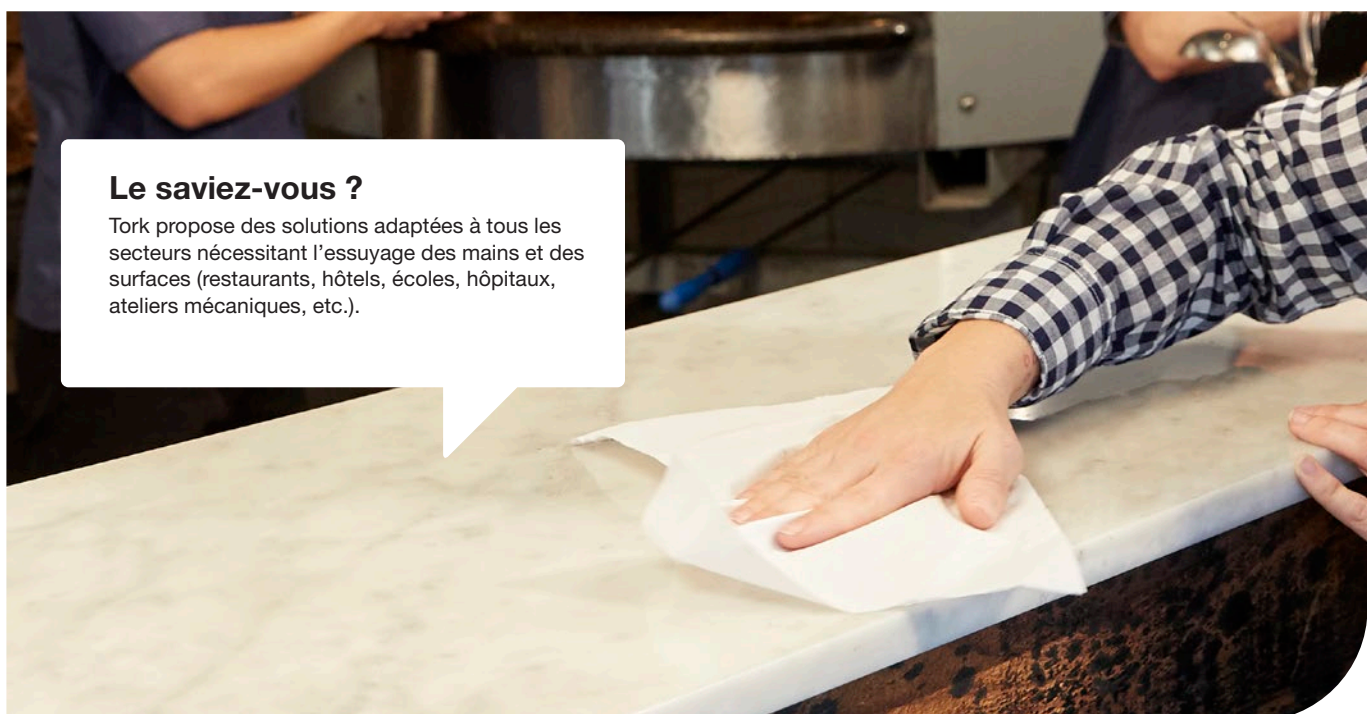 Le saviez-vous ?
Tork propose des solutions adaptées à tous les
secteurs nécessitant l’essuyage des mains et des
surfaces (restaurants, hôtels, écoles, hôpitaux,
ateliers mécaniques, etc.).